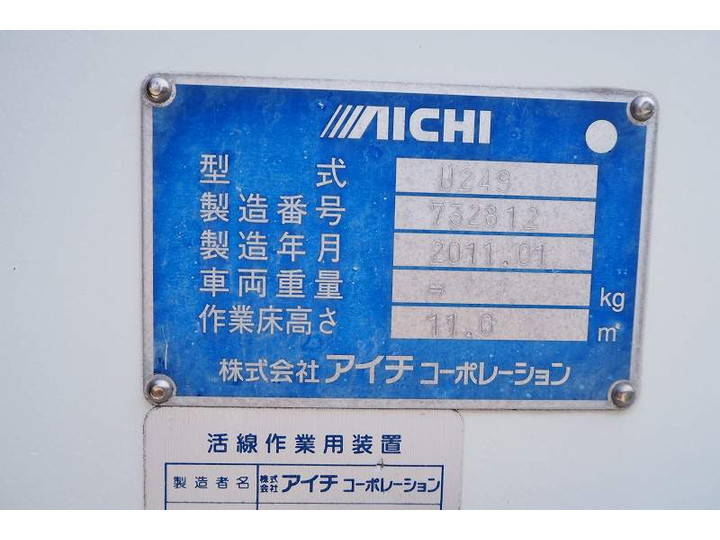 AICHI
型式 U249
製造番号 732812
製造年月 2011.01
車両重量 - kg
作業床高さ 11.0 m
株式会社 アイチ コーポレーション
活線作業用装置
製造者名 株式会社 アイチ コーポレーション